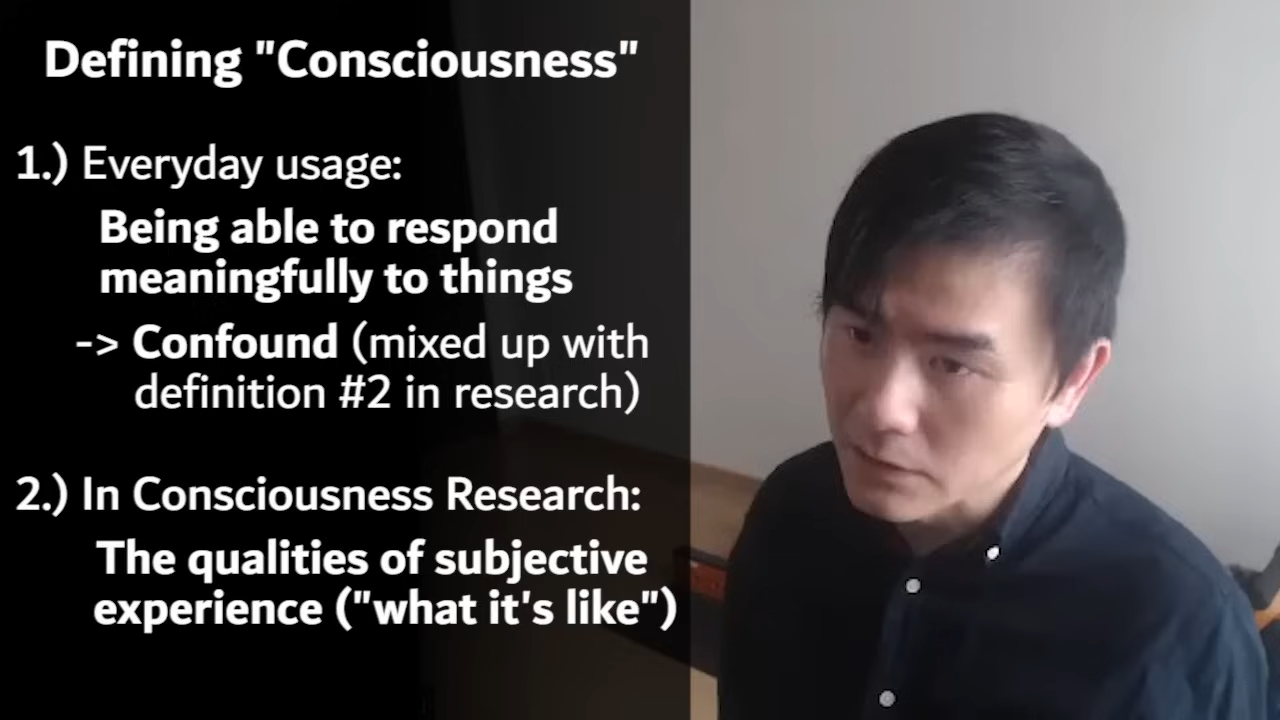 Defining "Consciousness"
1.) Everyday usage:
Being able to respond
meaningfully to things
-> Confound (mixed up with
definition #2 in research)
2.) In Consciousness Research:
The qualities of subjective
experience ("what it's like")